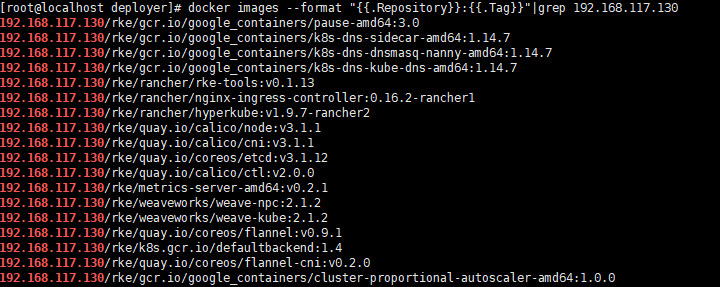 [root@localhost deployer]# docker images --format "{{.Repository}}:{{.Tag}}"|grep 192.168.117.130
192.168.117.130/rke/gcr.io/google_containers/pause-amd64:3.0
192.168.117.130/rke/gcr.io/google_containers/k8s-dns-sidecar-amd64:1.14.7
192.168.117.130/rke/gcr.io/google_containers/k8s-dns-dnsmasq-nanny-amd64:1.14.7
192.168.117.130/rke/gcr.io/google_containers/k8s-dns-kube-dns-amd64:1.14.7
192.168.117.130/rke/rancher/rke-tools:v0.1.13
192.168.117.130/rke/rancher/nginx-ingress-controller:0.16.2-rancher1
192.168.117.130/rke/rancher/hyperkube:v1.9.7-rancher2
192.168.117.130/rke/quay.io/calico/node:v3.1.1
192.168.117.130/rke/quay.io/calico/cni:v3.1.1
192.168.117.130/rke/quay.io/coreos/etcd:v3.1.12
192.168.117.130/rke/quay.io/calico/ctl:v2.0.0
192.168.117.130/rke/metrics-server-amd64:v0.2.1
192.168.117.130/rke/weaveworks/weave-npc:2.1.2
192.168.117.130/rke/weaveworks/weave-kube:2.1.2
192.168.117.130/rke/quay.io/coreos/flannel:v0.9.1
192.168.117.130/rke/k8s.gcr.io/defaultbackend:1.4
192.168.117.130/rke/quay.io/coreos/flannel-cni:v0.2.0
192.168.117.130/rke/gcr.io/google_containers/cluster-proportional-autoscaler-amd64:1.0.0